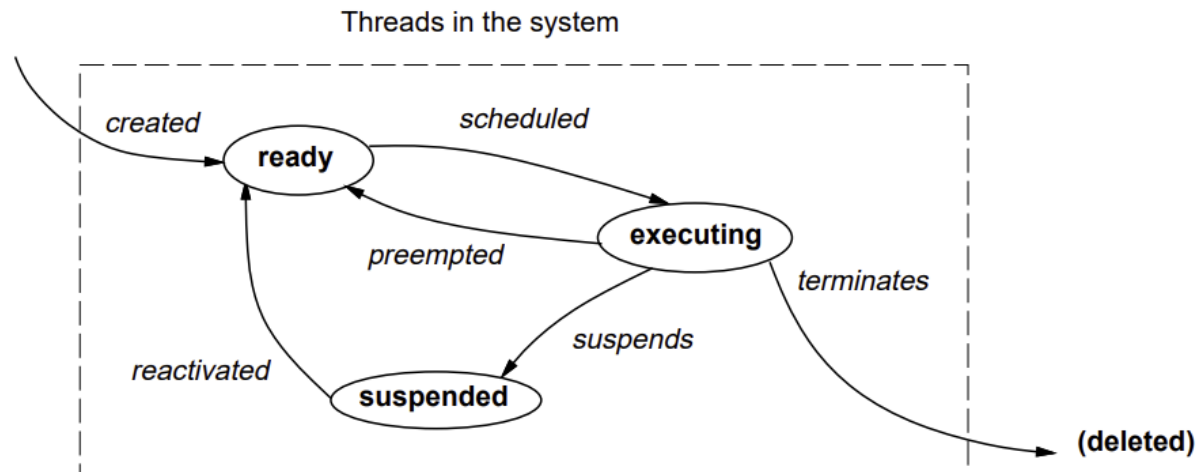 Threads in the system
created
scheduled
ready
executing
preempted
terminates
suspends
reactivated
suspended
(deleted)